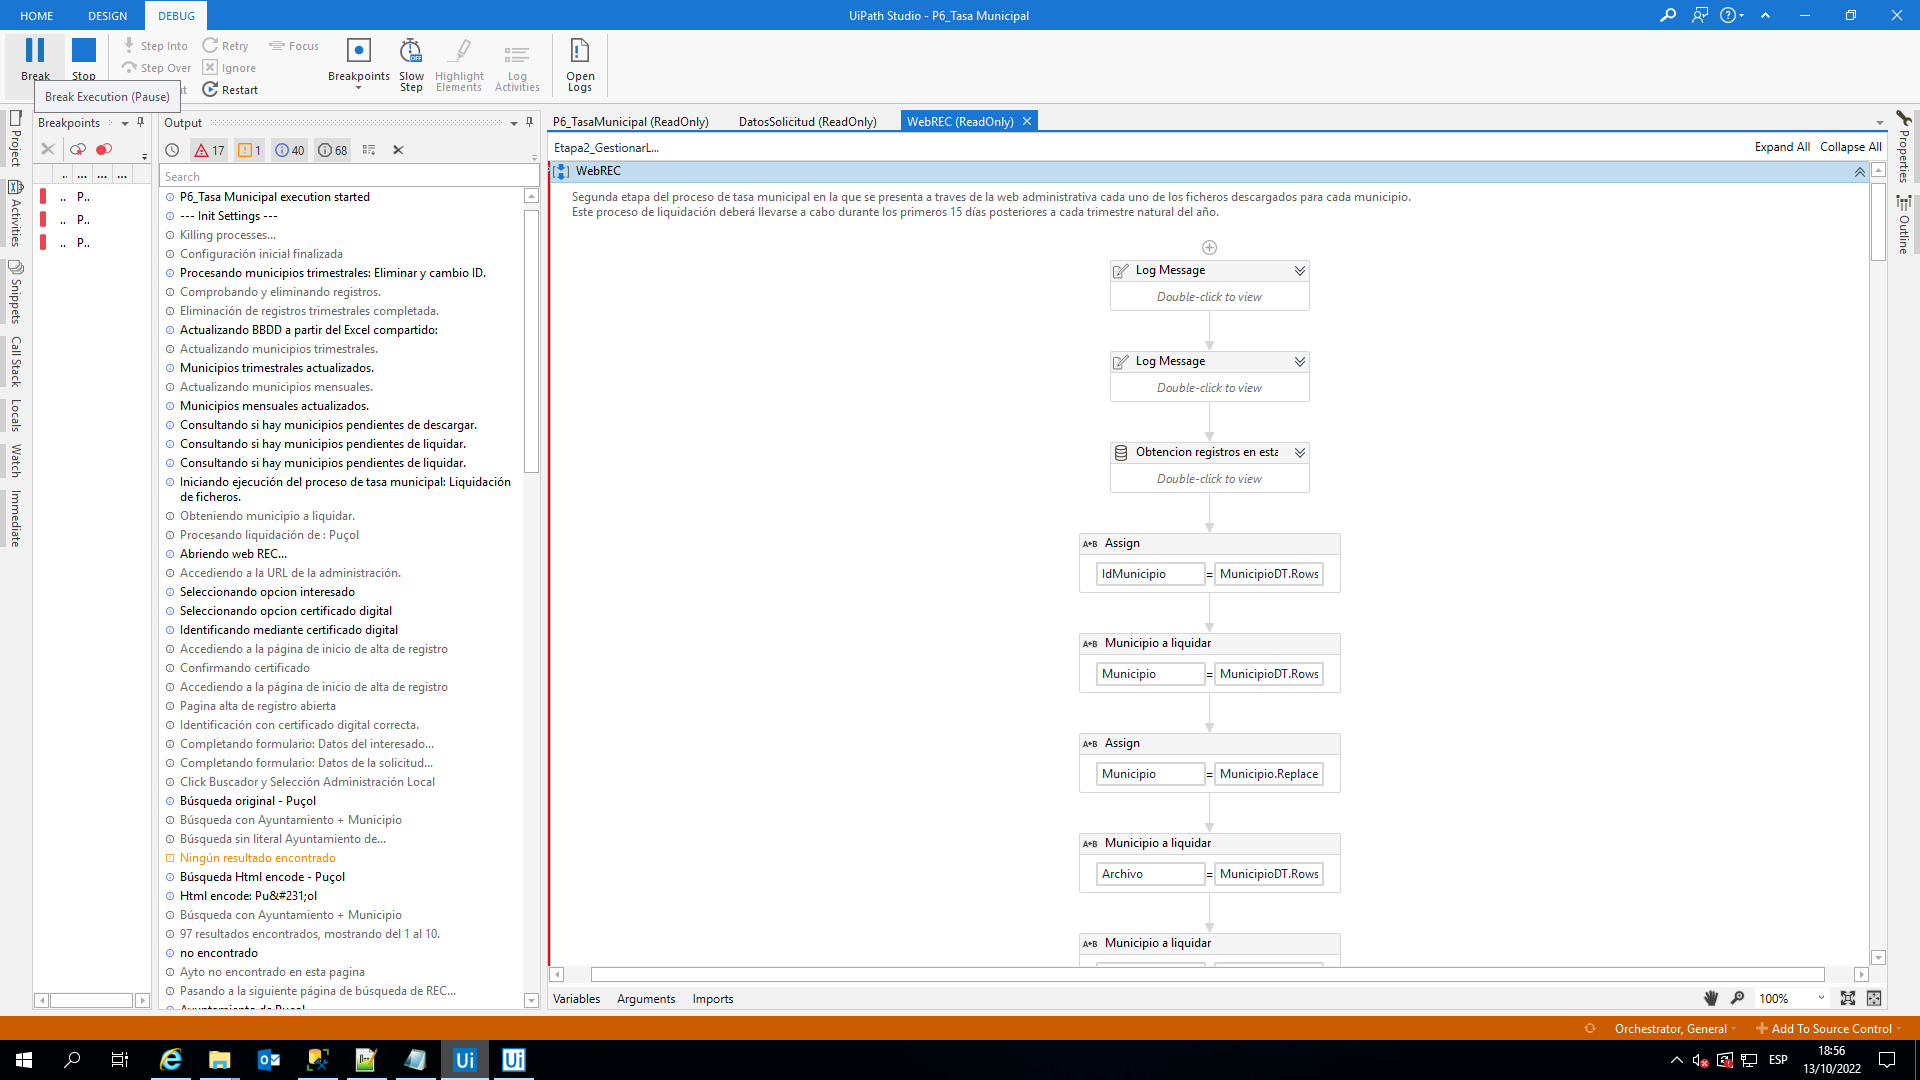 HOME
DESIGN
DEBUG
UiPath Studio - P6_Tasa Municipal
Break
Stop
Step Into
Step Over
Retry
Ignore
Restart
Focus
Breakpoints
Slow
Step
Highlight
Elements
Log
Activities
Open
Logs
Break Execution (Pause)
Breakpoints
Output
P6_TasaMunicipal (ReadOnly)
DatosSolicitud (ReadOnly)
WebREC (ReadOnly)
17
1
40
68
Etapa2_GestionarL...
Expand All
Collapse All
Search
WebREC
Segunda etapa del proceso de tasa municipal en la que se presenta a traves de la web administrativa cada uno de los ficheros descargados para cada municipio.
Este proceso de liquidación deberá llevarse a cabo durante los primeros 15 días posteriores a cada trimestre natural del año.
.. ... ... ...
.. P..
.. P..
.. P..
Project
Activities
Snippets
Call Stack
Locals
Watch
Immediate
P6_Tasa Municipal execution started
--- Init Settings ---
Killing processes...
Configuración inicial finalizada
Procesando municipios trimestrales: Eliminar y cambio ID.
Comprobando y eliminando registros.
Eliminación de registros trimestrales completada.
Actualizando BBDD a partir del Excel compartido:
Actualizando municipios trimestrales.
Municipios trimestrales actualizados.
Actualizando municipios mensuales.
Municipios mensuales actualizados.
Consultando si hay municipios pendientes de descargar.
Consultando si hay municipios pendientes de liquidar.
Consultando si hay municipios pendientes de liquidar.
Iniciando ejecución del proceso de tasa municipal: Liquidación
de ficheros.
Obteniendo municipio a liquidar.
Procesando liquidación de : Puçol
Abriendo web REC...
Accediendo a la URL de la administración.
Seleccionando opcion interesado
Seleccionando opcion certificado digital
Identificando mediante certificado digital
Accediendo a la página de inicio de alta de registro
Confirmando certificado
Accediendo a la página de inicio de alta de registro
Pagina alta de registro abierta
Identificación con certificado digital correcta.
Completando formulario: Datos del interesado...
Completando formulario: Datos de la solicitud...
Click Buscador y Selección Administración Local
Búsqueda original - Puçol
Búsqueda con Ayuntamiento + Municipio
Búsqueda sin literal Ayuntamiento de...
Ningún resultado encontrado
Búsqueda Html encode - Puçol
Html encode: Pu&#231;ol
Búsqueda con Ayuntamiento + Municipio
97 resultados encontrados, mostrando del 1 al 10.
no encontrado
Ayto no encontrado en esta pagina
Pasando a la siguiente página de búsqueda de REC...
Log Message
Double-click to view
Log Message
Double-click to view
Obtencion registros en esta
Double-click to view
A+B Assign
IdMunicipio = MunicipioDT.Rows
A+B Municipio a liquidar
Municipio = MunicipioDT.Rows
A+B Assign
Municipio = Municipio.Replace
A+B Municipio a liquidar
Archivo = MunicipioDT.Rows
A+B Municipio a liquidar
Properties
Outline
Variables
Arguments
Imports
100%
Orchestrator, General
Add To Source Control
Ui
Ui
ESP
18:56
13/10/2022